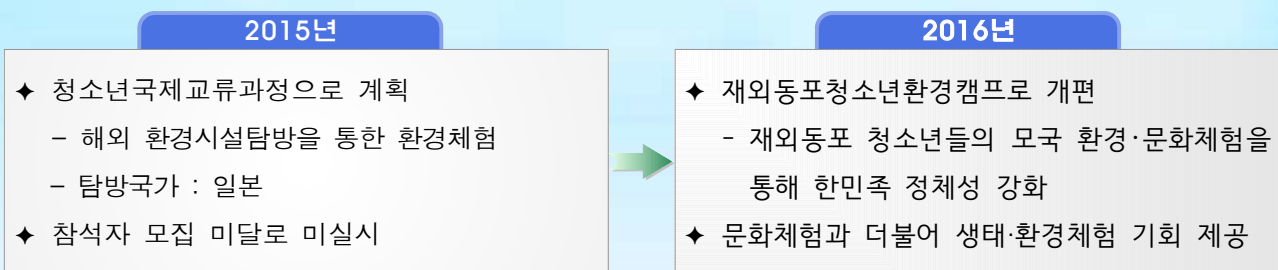 2015년
✦ 청소년국제교류과정으로 계획
– 해외 환경시설탐방을 통한 환경체험
– 탐방국가 : 일본
✦ 참석자 모집 미달로 미실시
2016년
✦ 재외동포청소년환경캠프로 개편
- 재외동포 청소년들의 모국 환경·문화체험을
통해 한민족 정체성 강화
✦ 문화체험과 더불어 생태·환경체험 기회 제공